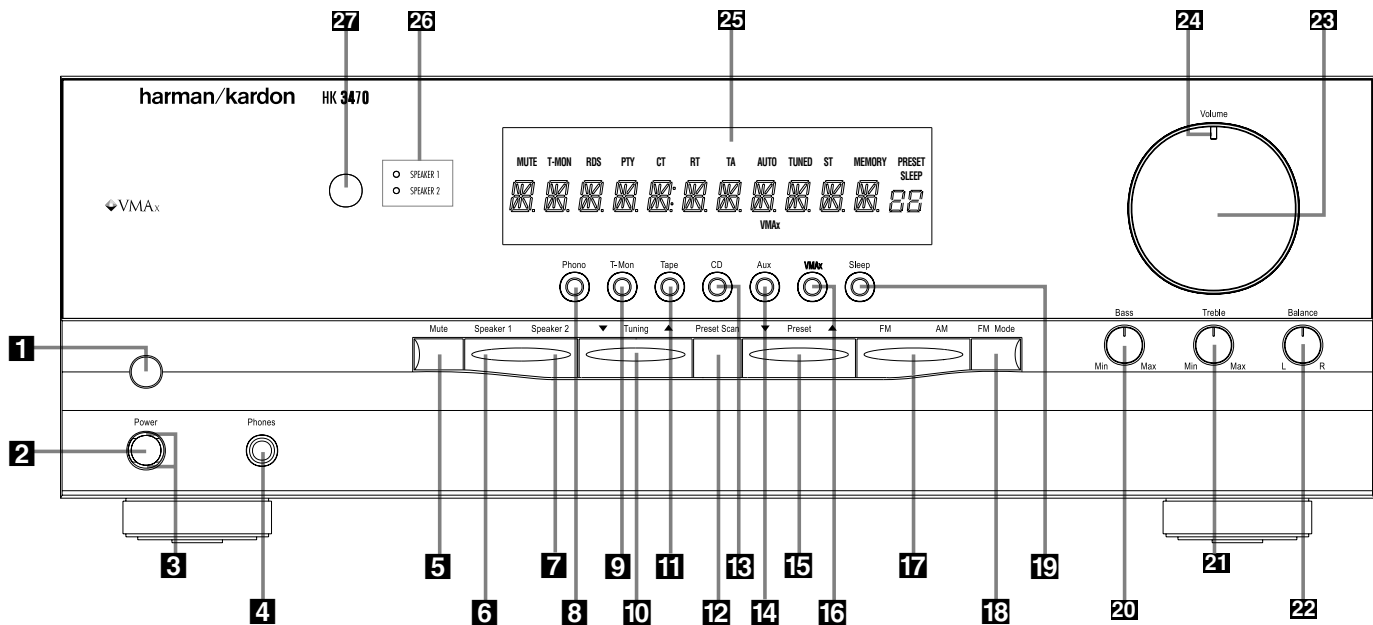 27 26 25 24 23
Volume
harman/kardon HK 3470
SPEAKER 1
SPEAKER 2
VMAx
MUTE T-MON RDS PTY CT RT TA AUTO TUNED ST MEMORY PRESET
SLEEP
VMAx
Phono T-Mon Tape CD Aux VMAx Sleep
Bass Treble Balance
Min Max Min Max L R
Mute Speaker 1 Speaker 2 ▼ Tuning ▲ Preset Scan ▼ Preset ▲ FM AM FM Mode
1
Power Phones
2
3 5 7 9 11 13 15 17 19 21
4 6 8 10 12 14 16 18 20 22